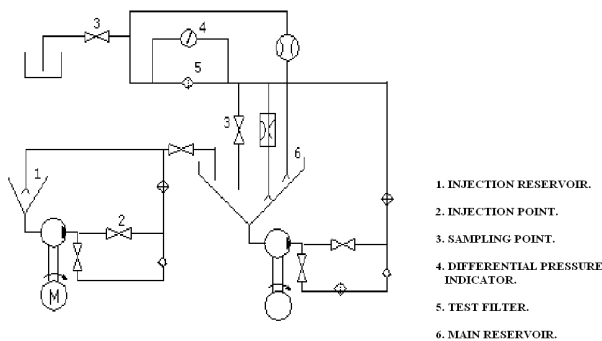 3
4
5
3
6
1
2
M
1. INJECTION RESERVOIR.
2. INJECTION POINT.
3. SAMPLING POINT.
4. DIFFERENTIAL PRESSURE
INDICATOR.
5. TEST FILTER.
6. MAIN RESERVOIR.